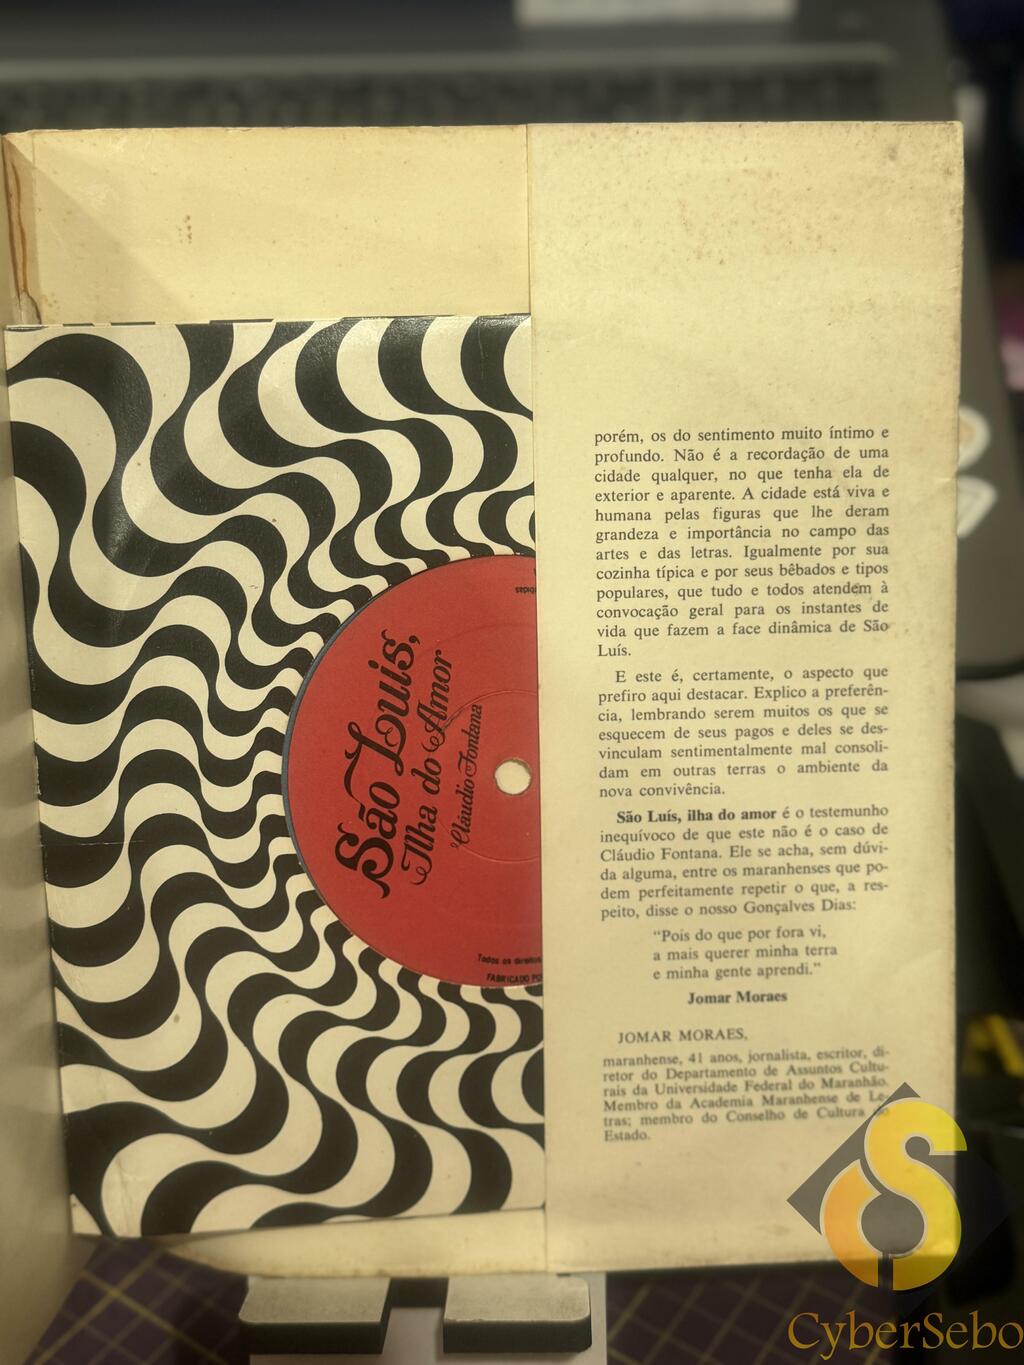 São Luis,
Ilha do Amor
Cláudio Fontana
Todos os direitos
FABRICADO PO
porém, os do sentimento muito íntimo e
profundo. Não é a recordação de uma
cidade qualquer, no que tenha ela de
exterior e aparente. A cidade está viva e
humana pelas figuras que lhe deram
grandeza e importância no campo das
artes e das letras. Igualmente por sua
cozinha típica e por seus bêbados e tipos
populares, que tudo e todos atendem à
convocação geral para os instantes de
vida que fazem a face dinâmica de São
Luís.
E este é, certamente, o aspecto que
prefiro aqui destacar. Explico a preferên-
cia, lembrando serem muitos os que se
esquecem de seus pagos e deles se des-
vinculam sentimentalmente mal consoli-
dam em outras terras o ambiente da
nova convivência.
São Luís, ilha do amor é o testemunho
inequívoco de que este não é o caso de
Cláudio Fontana. Ele se acha, sem dúvi-
da alguma, entre os maranhenses que po-
dem perfeitamente repetir o que, a res-
peito, disse o nosso Gonçalves Dias:
“Pois do que por fora vi,
a mais querer minha terra
e minha gente aprendi.”
Jomar Moraes
JOMAR MORAES,
maranhense, 41 anos, jornalista, escritor, di-
retor do Departamento de Assuntos Cultu-
rais da Universidade Federal do Maranhão.
Membro da Academia Maranhense de Le-
tras; membro do Conselho de Cultura do
Estado.
CyberSebo